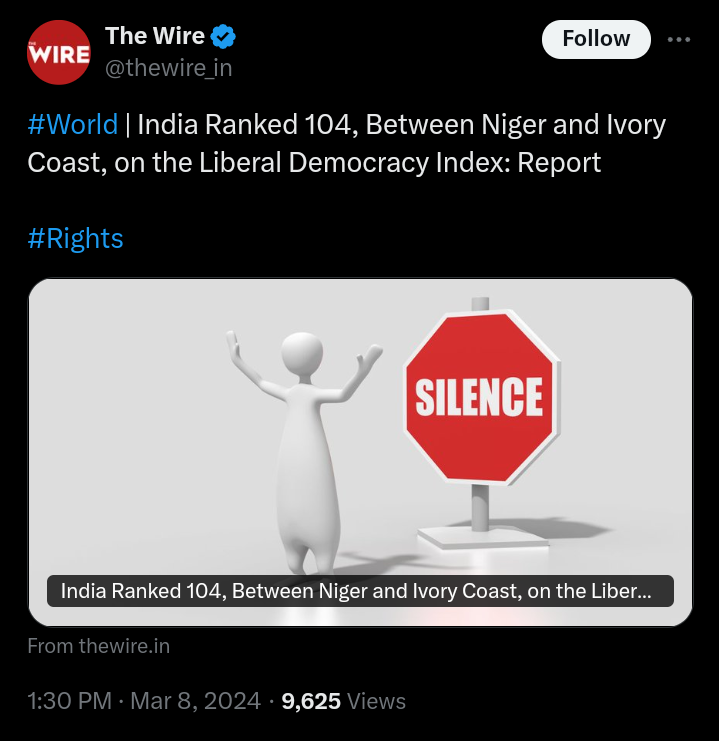 THE
WIRE
The Wire
@thewire_in
Follow
#World | India Ranked 104, Between Niger and Ivory
Coast, on the Liberal Democracy Index: Report
#Rights
SILENCE
India Ranked 104, Between Niger and Ivory Coast, on the Liber...
From thewire.in
1:30 PM · Mar 8, 2024 · 9,625 Views